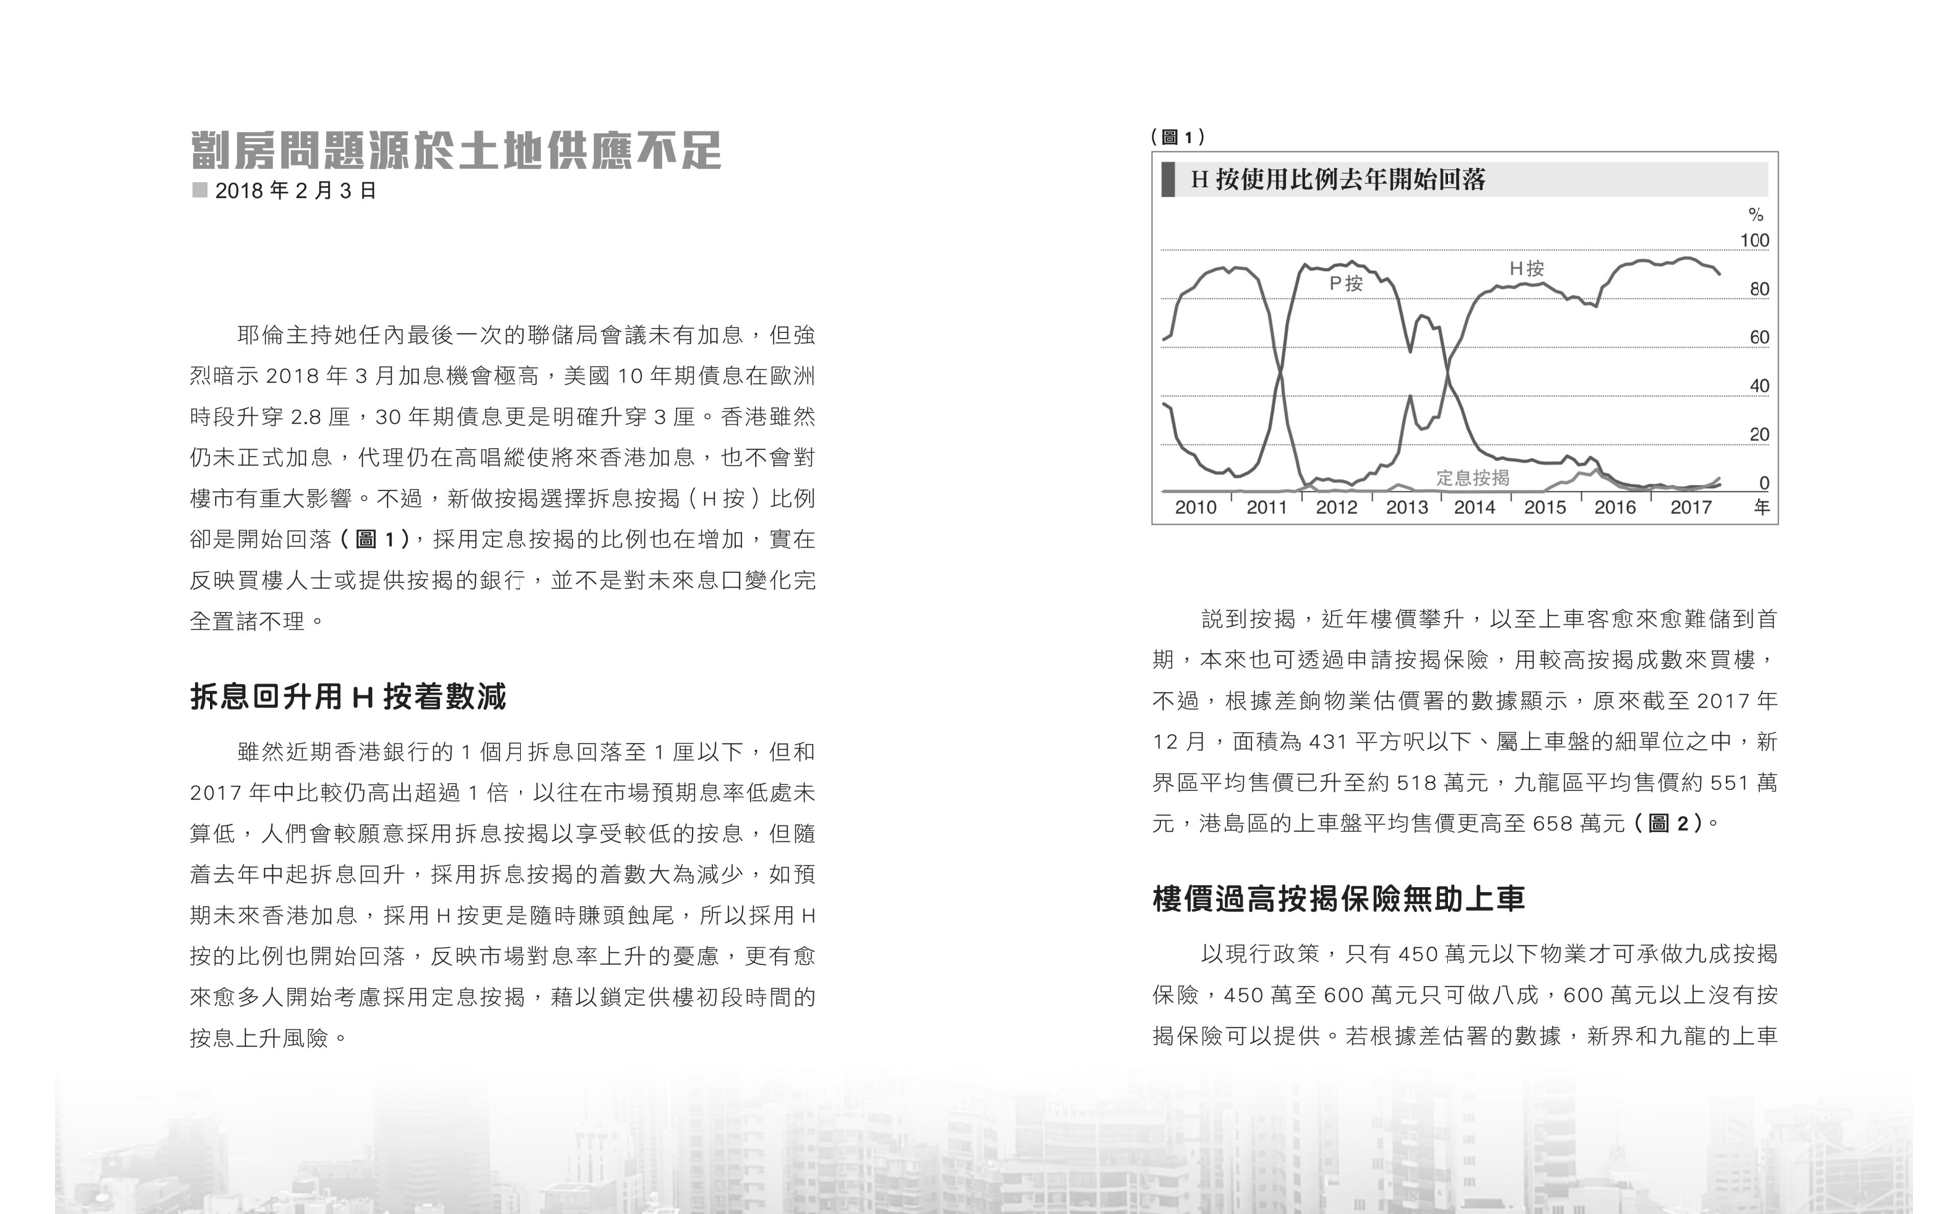 劏房問題源於土地供應不足
2018 年 2 月 3 日
耶倫主持她任內最後一次的聯儲局會議未有加息，但強
烈暗示 2018 年 3 月加息機會極高，美國 10 年期債息在歐洲
時段升穿 2.8 厘，30 年期債息更是明確升穿 3 厘。香港雖然
仍未正式加息，代理仍在高唱縱使將來香港加息，也不會對
樓市有重大影響。不過，新做按揭選擇拆息按揭（H 按）比例
卻是開始回落（圖 1），採用定息按揭的比例也在增加，實在
反映買樓人士或提供按揭的銀行，並不是對未來息口變化完
全置諸不理。
拆息回升用 H 按着數減
雖然近期香港銀行的 1 個月拆息回落至 1 厘以下，但和
2017 年中比較仍高出超過 1 倍，以往在市場預期息率低處未
算低，人們會較願意採用拆息按揭以享受較低的按息，但隨
着去年中起拆息回升，採用拆息按揭的着數大為減少，如預
期未來香港加息，採用 H 按更是隨時賺頭蝕尾，所以採用 H
按的比例也開始回落，反映市場對息率上升的憂慮，更有愈
來愈多人開始考慮採用定息按揭，藉以鎖定供樓初段時間的
按息上升風險。
（圖 1）
H 按使用比例去年開始回落
%
100
80
60
40
20
0
P 按
H 按
定息按揭
2010 2011 2012 2013 2014 2015 2016 2017 年
説到按揭，近年樓價攀升，以至上車客愈來愈難儲到首
期，本來也可透過申請按揭保險，用較高按揭成數來買樓，
不過，根據差餉物業估價署的數據顯示，原來截至 2017 年
12 月，面積為 431 平方呎以下、屬上車盤的細單位之中，新
界區平均售價已升至約 518 萬元，九龍區平均售價約 551 萬
元，港島區的上車盤平均售價更高至 658 萬元（圖 2）。
樓價過高按揭保險無助上車
以現行政策，只有 450 萬元以下物業才可承做九成按揭
保險，450 萬至 600 萬元只可做八成，600 萬元以上沒有按
揭保險可以提供。若根據差估署的數據，新界和九龍的上車